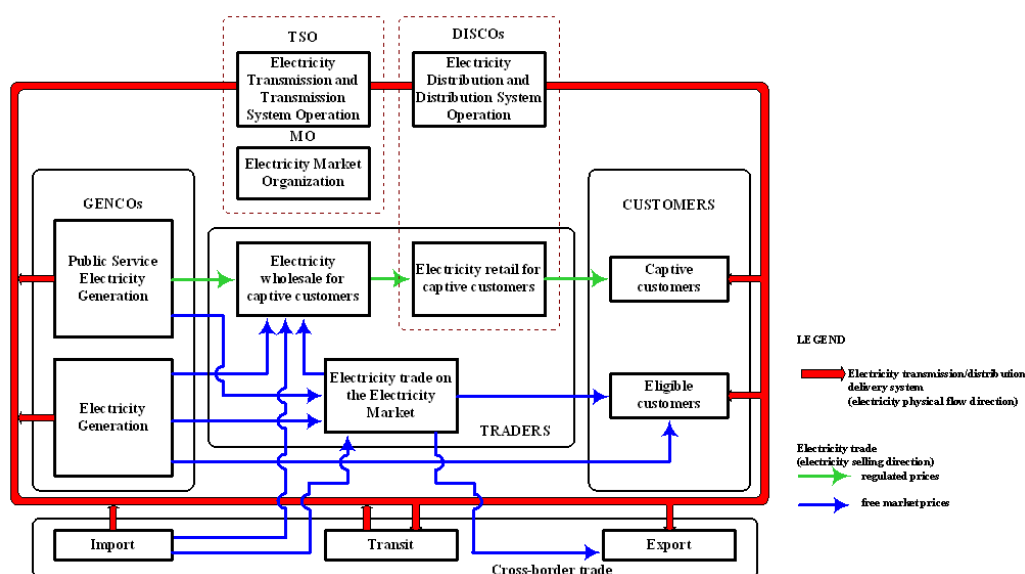 TSO
Electricity
Transmission and
Transmission
System Operation
MO
Electricity Market
Organization
DISCOs
Electricity
Distribution and
Distribution System
Operation
GENCOs
Public Service
Electricity
Generation
Electricity
Generation
Electricity
wholesale for
captive customers
Electricity retail for
captive customers
Electricity trade on
the Electricity
Market
TRADERS
CUSTOMERS
Captive
customers
Eligible
customers
Import
Transit
Export
Cross-border trade
LEGEND
Electricity transmission/distribution
delivery system
(electricity physical flow direction)
Electricity trade
(electricity selling direction)
regulated prices
free market prices